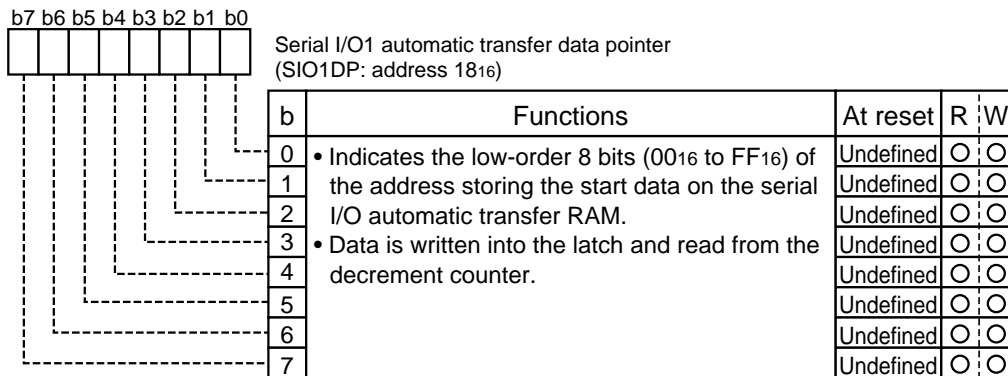 b7 b6 b5 b4 b3 b2 b1 b0
Serial I/O1 automatic transfer data pointer
(SIO1DP: address 1816)
b Functions At reset R W
0 • Indicates the low-order 8 bits (0016 to FF16) of Undefined O O
1 the address storing the start data on the serial Undefined O O
2 I/O automatic transfer RAM. Undefined O O
3 • Data is written into the latch and read from the Undefined O O
4 decrement counter. Undefined O O
5 Undefined O O
6 Undefined O O
7 Undefined O O